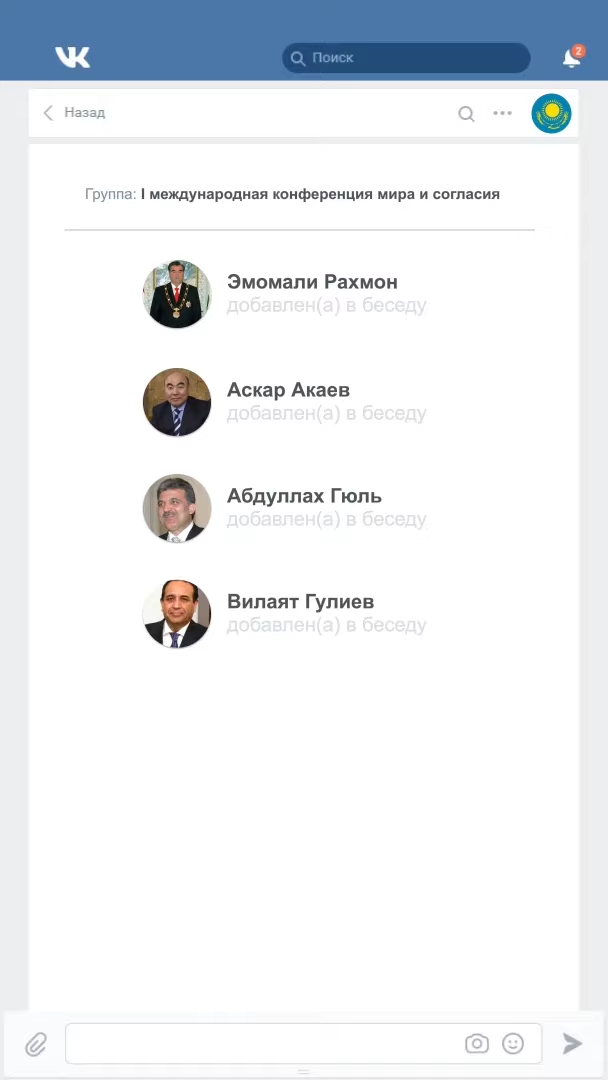 VK
Поиск
2
Назад
Группа: I международная конференция мира и согласия
Эмомали Рахмон
добавлен(а) в беседу
Аскар Акаев
добавлен(а) в беседу
Абдуллах Гюль
добавлен(а) в беседу
Вилаят Гулиев
добавлен(а) в беседу